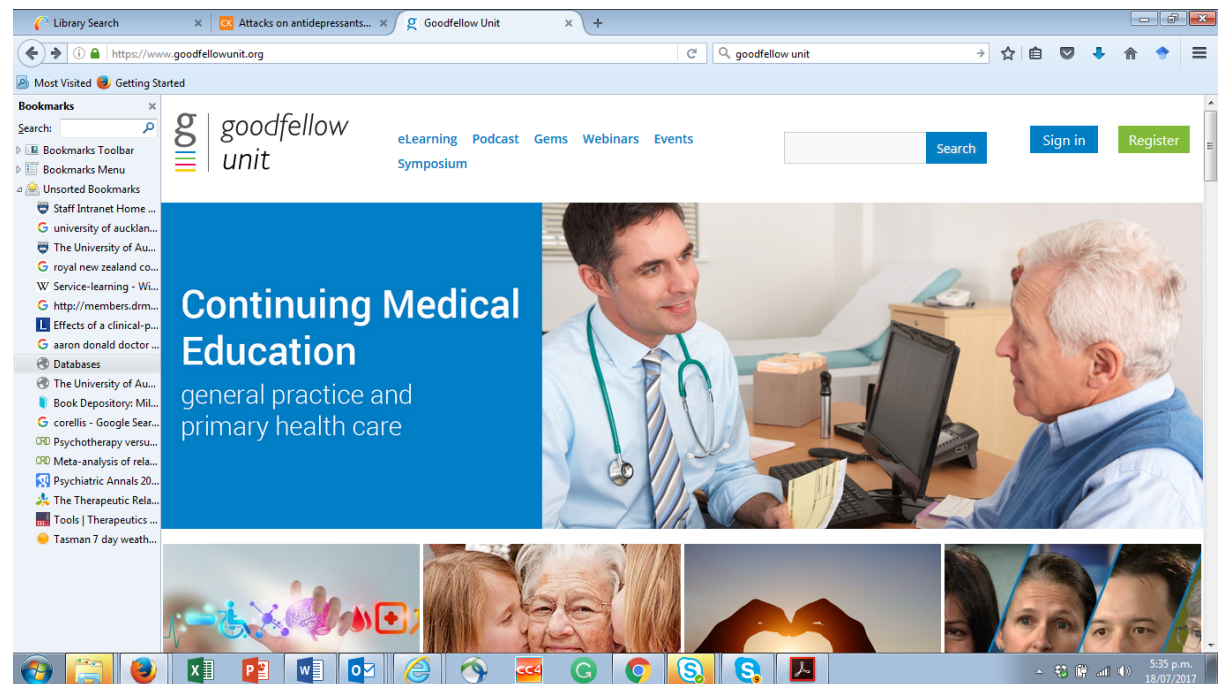 Library Search
Attacks on antidepressants...
Goodfellow Unit
https://www.goodfellowunit.org
goodfellow unit
Most Visited Getting Started
Bookmarks
Search:
Bookmarks Toolbar
Bookmarks Menu
Unsorted Bookmarks
Staff Intranet Home ...
university of aucklan...
The University of Au...
royal new zealand co...
Service-learning - Wi...
http://members.drm...
Effects of a clinical-p...
aaron donald doctor ...
Databases
The University of Au...
Book Depository: Mil...
corellis - Google Sear...
Psychotherapy versu...
Meta-analysis of rela...
Psychiatric Annals 20...
The Therapeutic Rela...
Tools | Therapeutics ...
Tasman 7 day weath...
g goodfellow
unit
eLearning Podcast Gems Webinars Events
Symposium
Search
Sign in
Register
Continuing Medical
Education
general practice and
primary health care
5:35 p.m.
18/07/2017